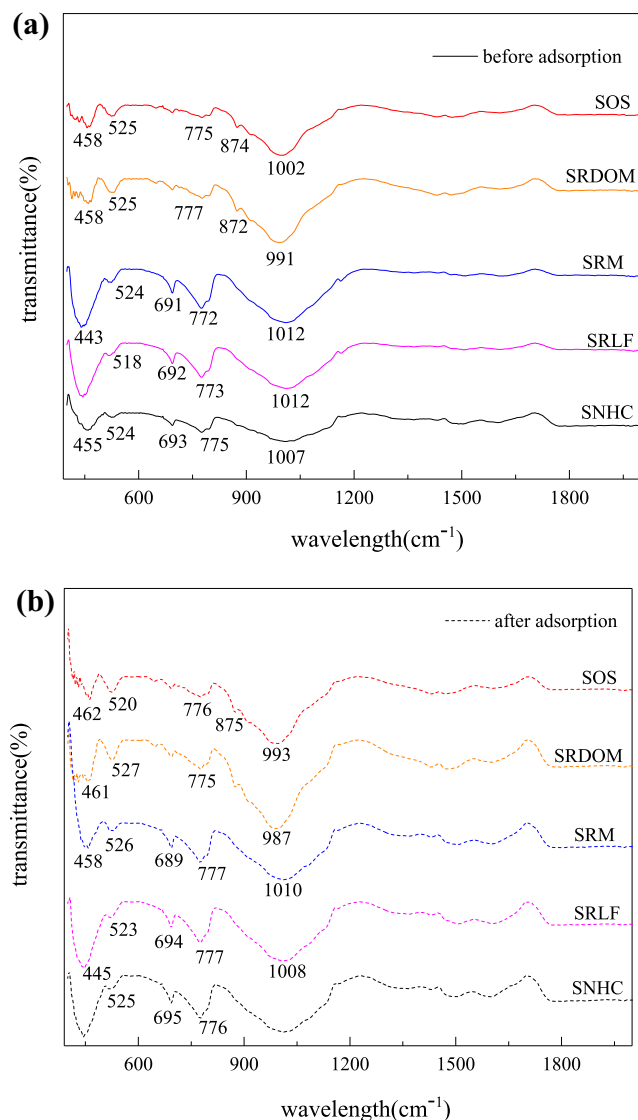 (a)
before adsorption
SOS
458 525 775 874 1002
SRDOM
458 525 777 872 991
SRM
443 524 691 772 1012
SRLF
518 692 773 1012
SNHC
455 524 693 775 1007
transmittance(%)
600 900 1200 1500 1800
wavelength(cm⁻¹)
(b)
after adsorption
SOS
462 520 776 875 993
SRDOM
461 527 775 987
SRM
458 526 689 777 1010
SRLF
445 523 694 777 1008
SNHC
525 695 776
transmittance(%)
600 900 1200 1500 1800
wavelength(cm⁻¹)